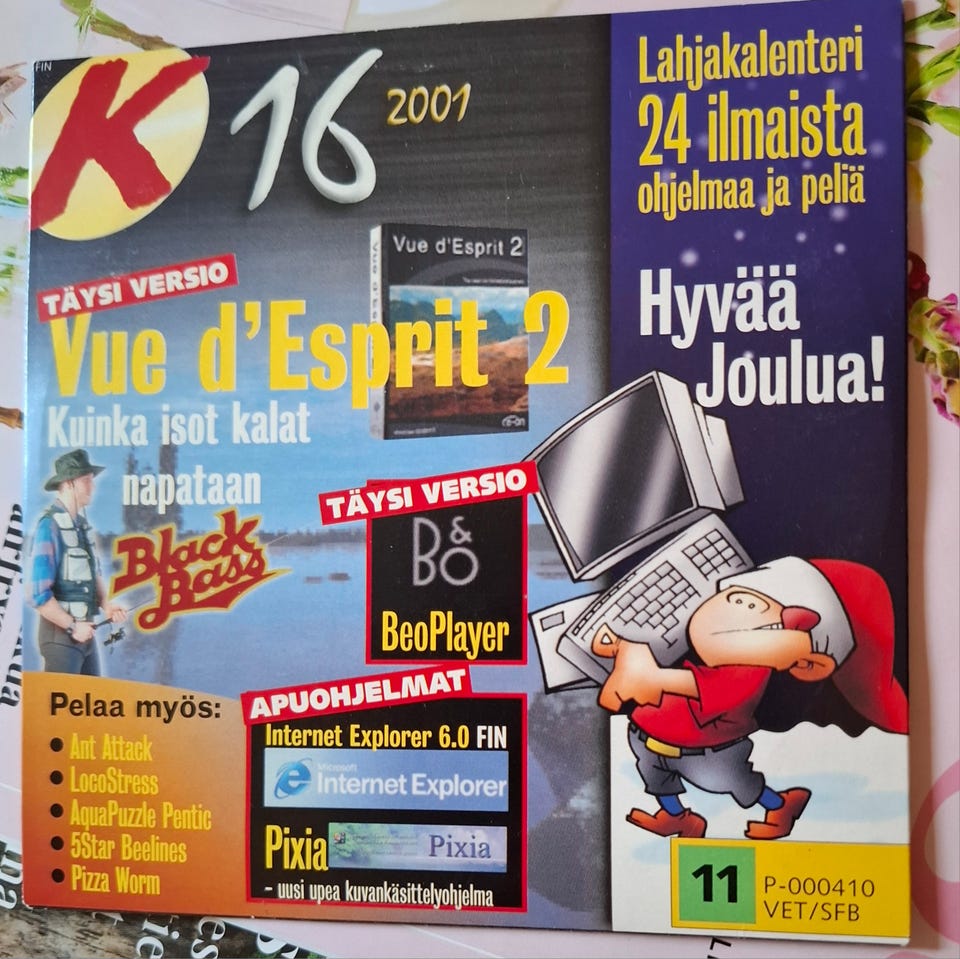 FIN
K 16 2001
TÄYSI VERSIO
Vue d'Esprit 2
Vue d'Esprit 2
Kuinka isot kalat
napataan
Black
Bass
TÄYSI VERSIO
B&O
BeoPlayer
Pelaa myös:
• Ant Attack
• LocoStress
• AquaPuzzle Pentic
• 5Star Beelines
• Pizza Worm
APUOHJELMAT
Internet Explorer 6.0 FIN
Microsoft
Internet Explorer
Pixia
Pixia
- uusi upea kuvankäsittelyohjelma
Lahjakalenteri
24 ilmaista
ohjelmaa ja peliä
Hyvää
Joulua!
11
P-000410
VET/SFB